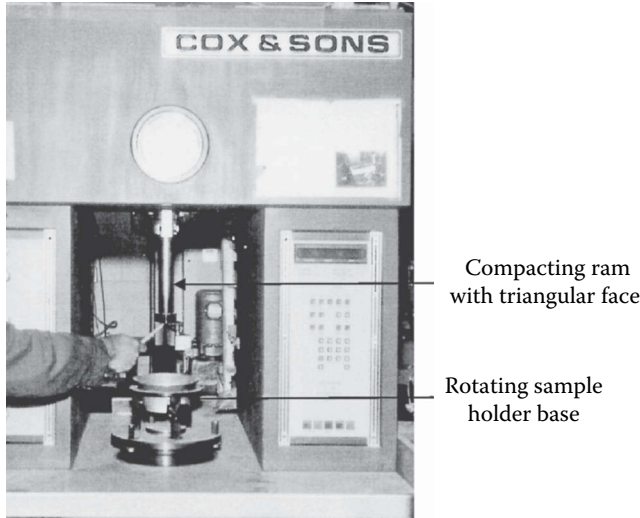 COX & SONS
Compacting ram
with triangular face
Rotating sample
holder base